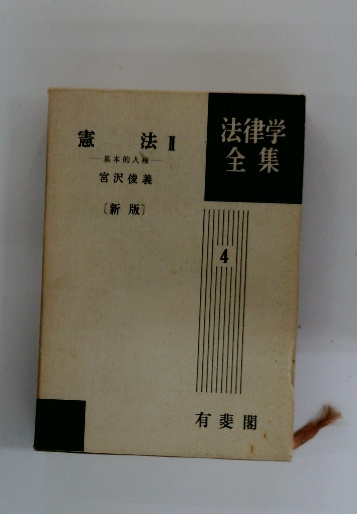 憲法 II
―基本的人権―
宮沢俊義
〔新版〕
法律学
全集
4
有斐閣